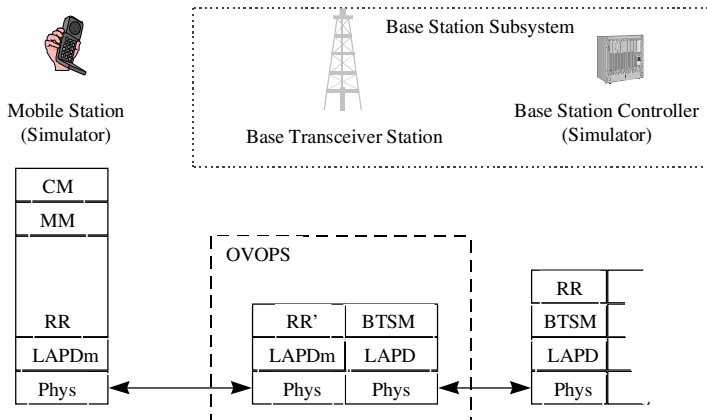 Base Station Subsystem
Mobile Station
(Simulator)
Base Transceiver Station
Base Station Controller
(Simulator)
CM
MM
RR
LAPDm
Phys
OVOPS
RR’ BTSM
LAPDm LAPD
Phys Phys
RR
BTSM
LAPD
Phys